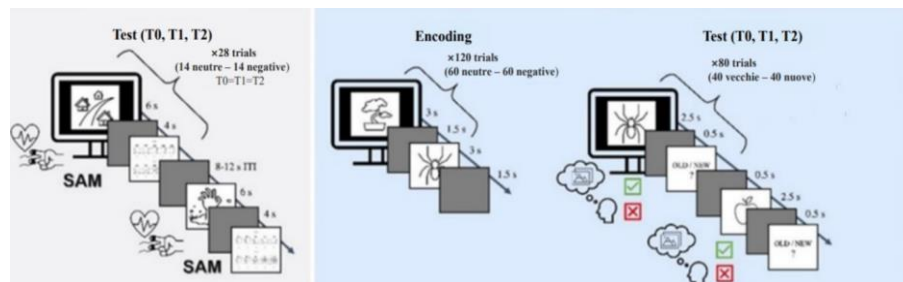 Test (T0, T1, T2)
×28 trials
(14 neutre – 14 negative)
T0=T1=T2
6 s
4 s
8-12 s ITI
SAM
6 s
4 s
SAM
Encoding
×120 trials
(60 neutre – 60 negative)
3 s
1.5 s
3 s
1.5 s
Test (T0, T1, T2)
×80 trials
(40 vecchie – 40 nuove)
2.5 s
0.5 s
OLD / NEW
?
0.5 s
2.5 s
0.5 s
OLD / NEW
?